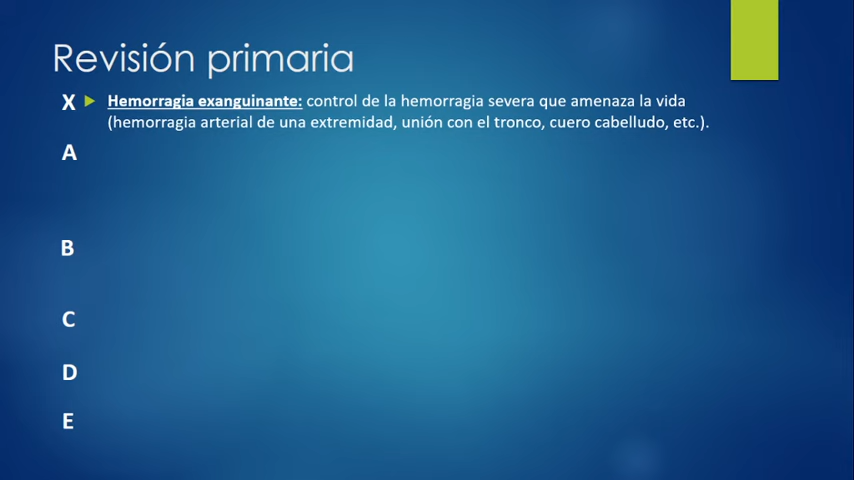 Revisión primaria
X Hemorragia exanguinante: control de la hemorragia severa que amenaza la vida
(hemorragia arterial de una extremidad, unión con el tronco, cuero cabelludo, etc.).
A
B
C
D
E